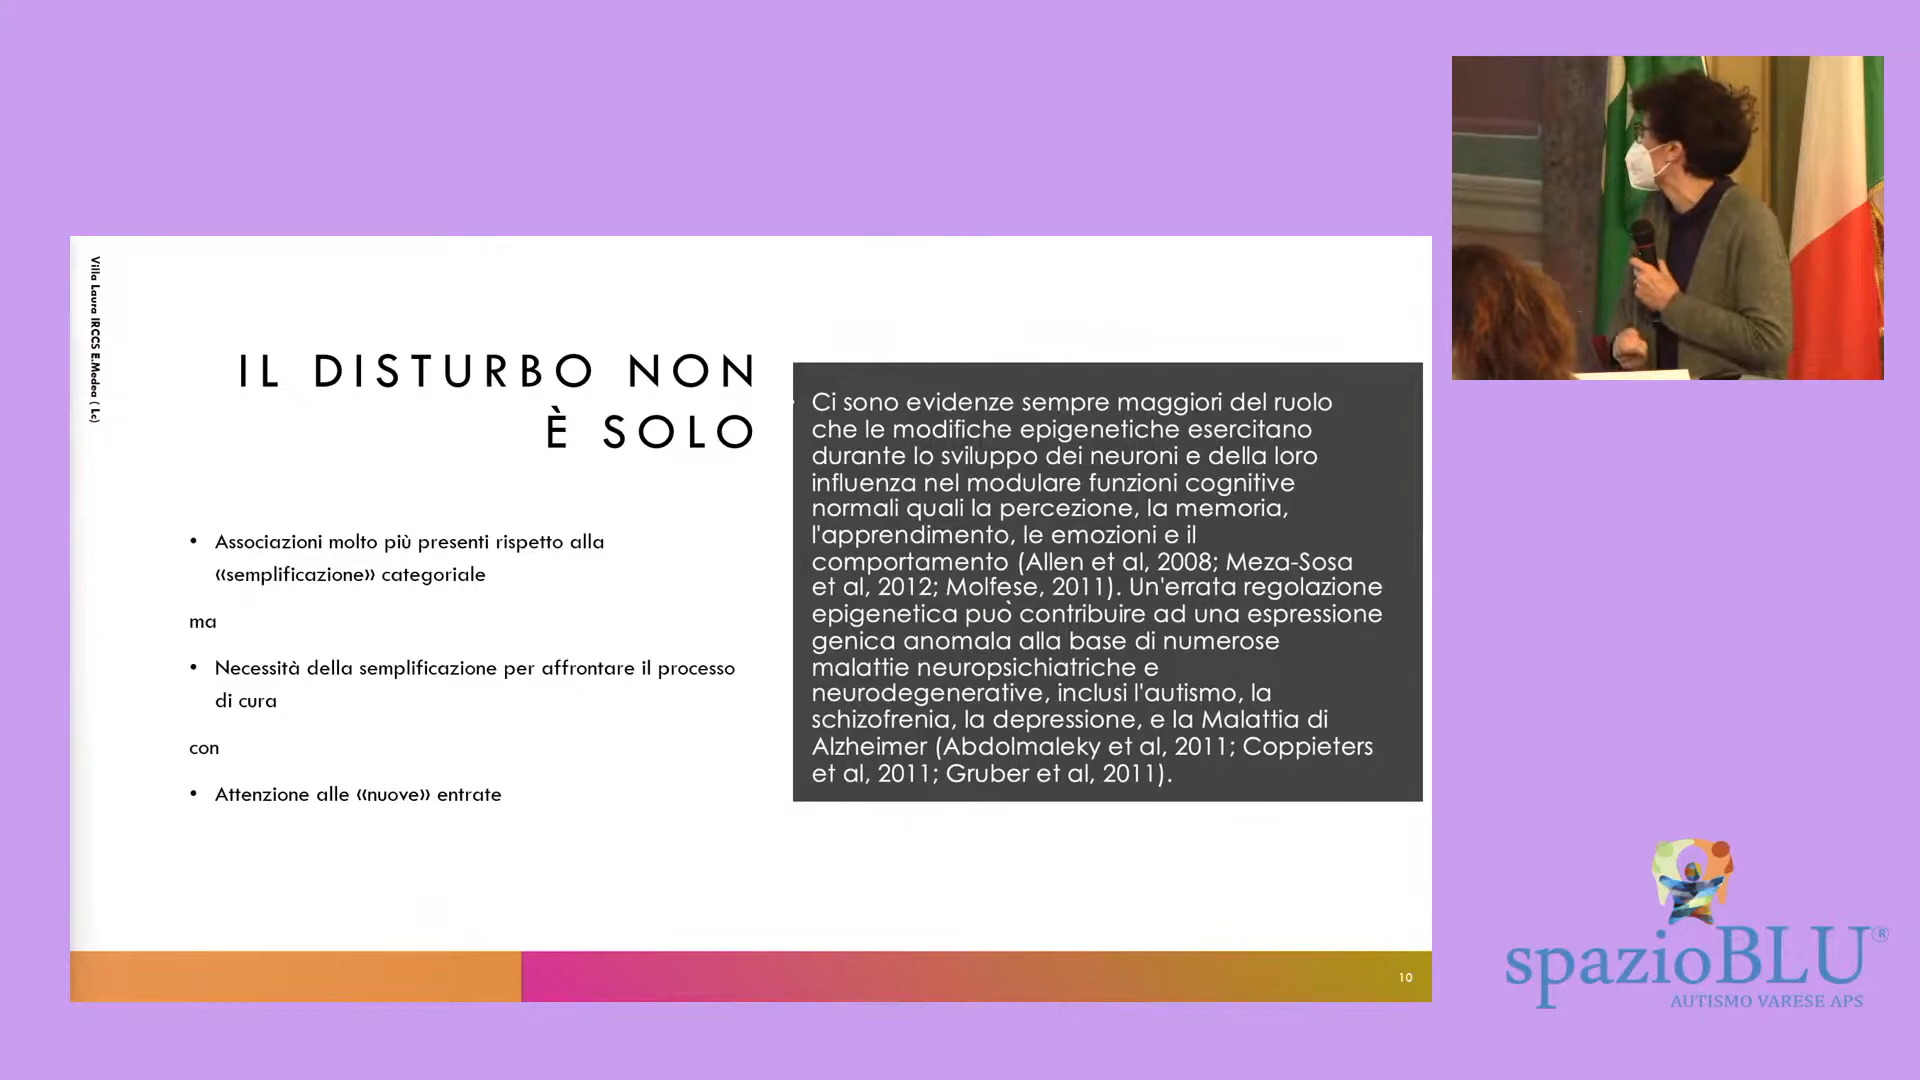 Villa Laura IRCCS E.Medea ( Lc)
IL DISTURBO NON
È SOLO
• Associazioni molto più presenti rispetto alla
«semplificazione» categoriale
ma
• Necessità della semplificazione per affrontare il processo
di cura
con
• Attenzione alle «nuove» entrate
• Ci sono evidenze sempre maggiori del ruolo
che le modifiche epigenetiche esercitano
durante lo sviluppo dei neuroni e della loro
influenza nel modulare funzioni cognitive
normali quali la percezione, la memoria,
l'apprendimento, le emozioni e il
comportamento (Allen et al, 2008; Meza-Sosa
et al, 2012; Molfese, 2011). Un'errata regolazione
epigenetica può contribuire ad una espressione
genica anomala alla base di numerose
malattie neuropsichiatriche e
neurodegenerative, inclusi l'autismo, la
schizofrenia, la depressione, e la Malattia di
Alzheimer (Abdolmaleky et al, 2011; Coppieters
et al, 2011; Gruber et al, 2011).
10
spazioBLU®
AUTISMO VARESE APS